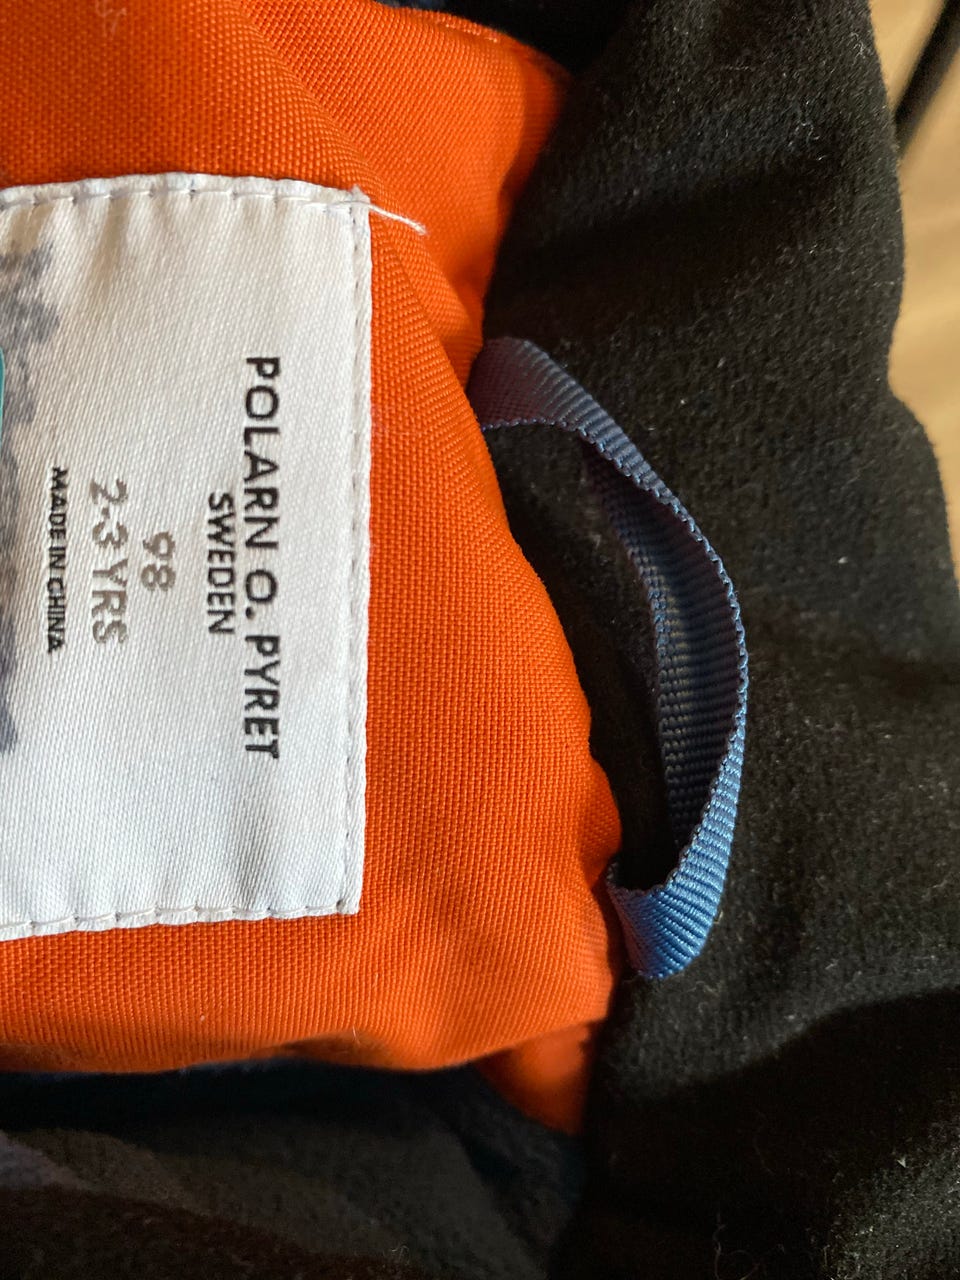 POLARN O. PYRET
SWEDEN
98
2-3 YRS
MADE IN CHINA